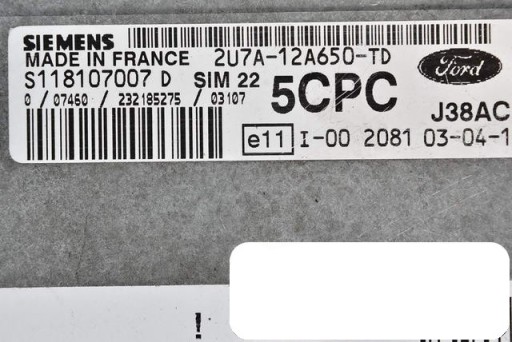 SIEMENS
MADE IN FRANCE 2U7A-12A650-TD
Ford
S118107007 D SIM 22 5CPC J38AC
0 / 07460 / 232185275 / 03107
e11 I-00 2081 03-04-1
!